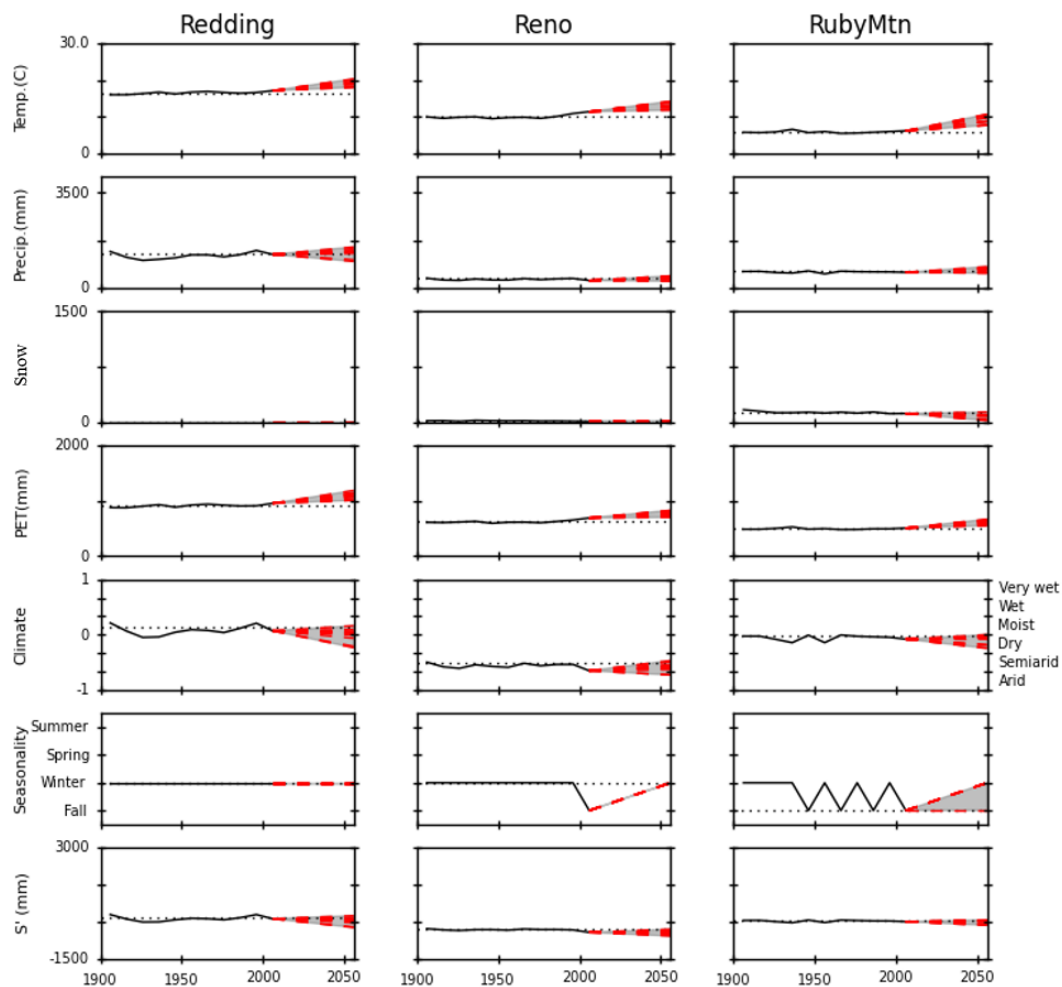 Redding Reno RubyMtn
30.0
Temp.(C)
0
3500
Precip.(mm)
0
1500
Snow
0
2000
PET(mm)
0
1
Climate
0
-1
Very wet
Wet
Moist
Dry
Semiarid
Arid
Seasonality
Summer
Spring
Winter
Fall
3000
S' (mm)
-1500
1900 1950 2000 2050 1900 1950 2000 2050 1900 1950 2000 2050